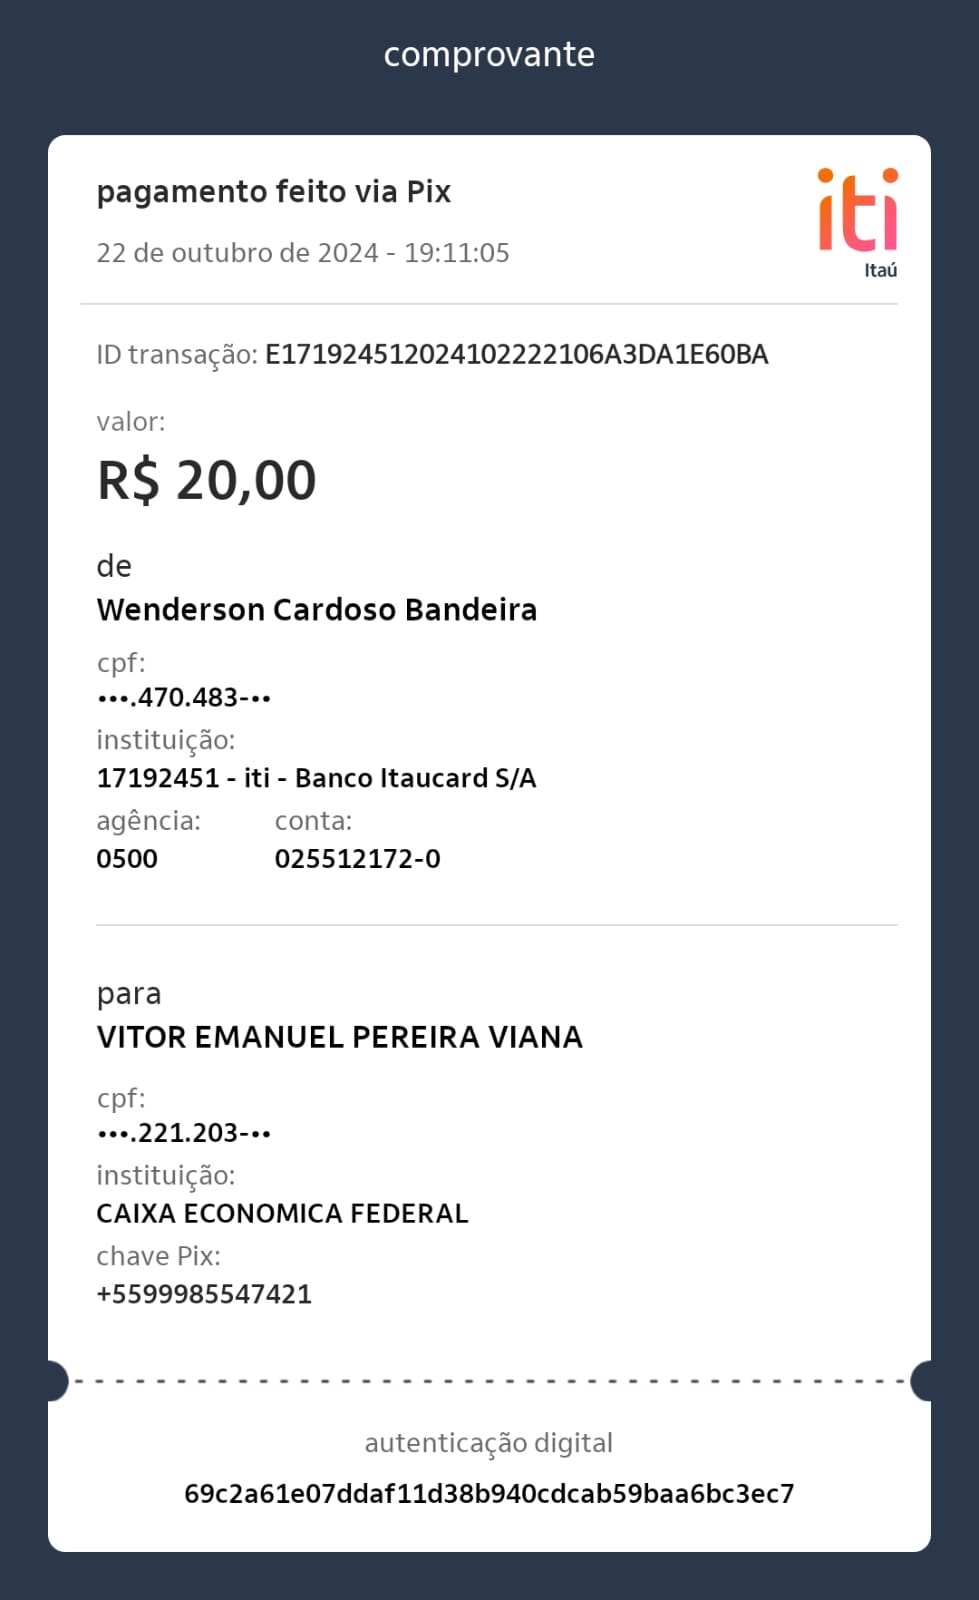 comprovante
pagamento feito via Pix
22 de outubro de 2024 - 19:11:05
iti
Itaú
ID transação: E17192451202410222106A3DA1E60BA
valor:
R$ 20,00
de
Wenderson Cardoso Bandeira
cpf:
•••.470.483-••
instituição:
17192451 - iti - Banco Itaucard S/A
agência: conta:
0500 025512172-0
para
VITOR EMANUEL PEREIRA VIANA
cpf:
•••.221.203-••
instituição:
CAIXA ECONOMICA FEDERAL
chave Pix:
+5599985547421
autenticação digital
69c2a61e07ddaf11d38b940cdcab59baa6bc3ec7